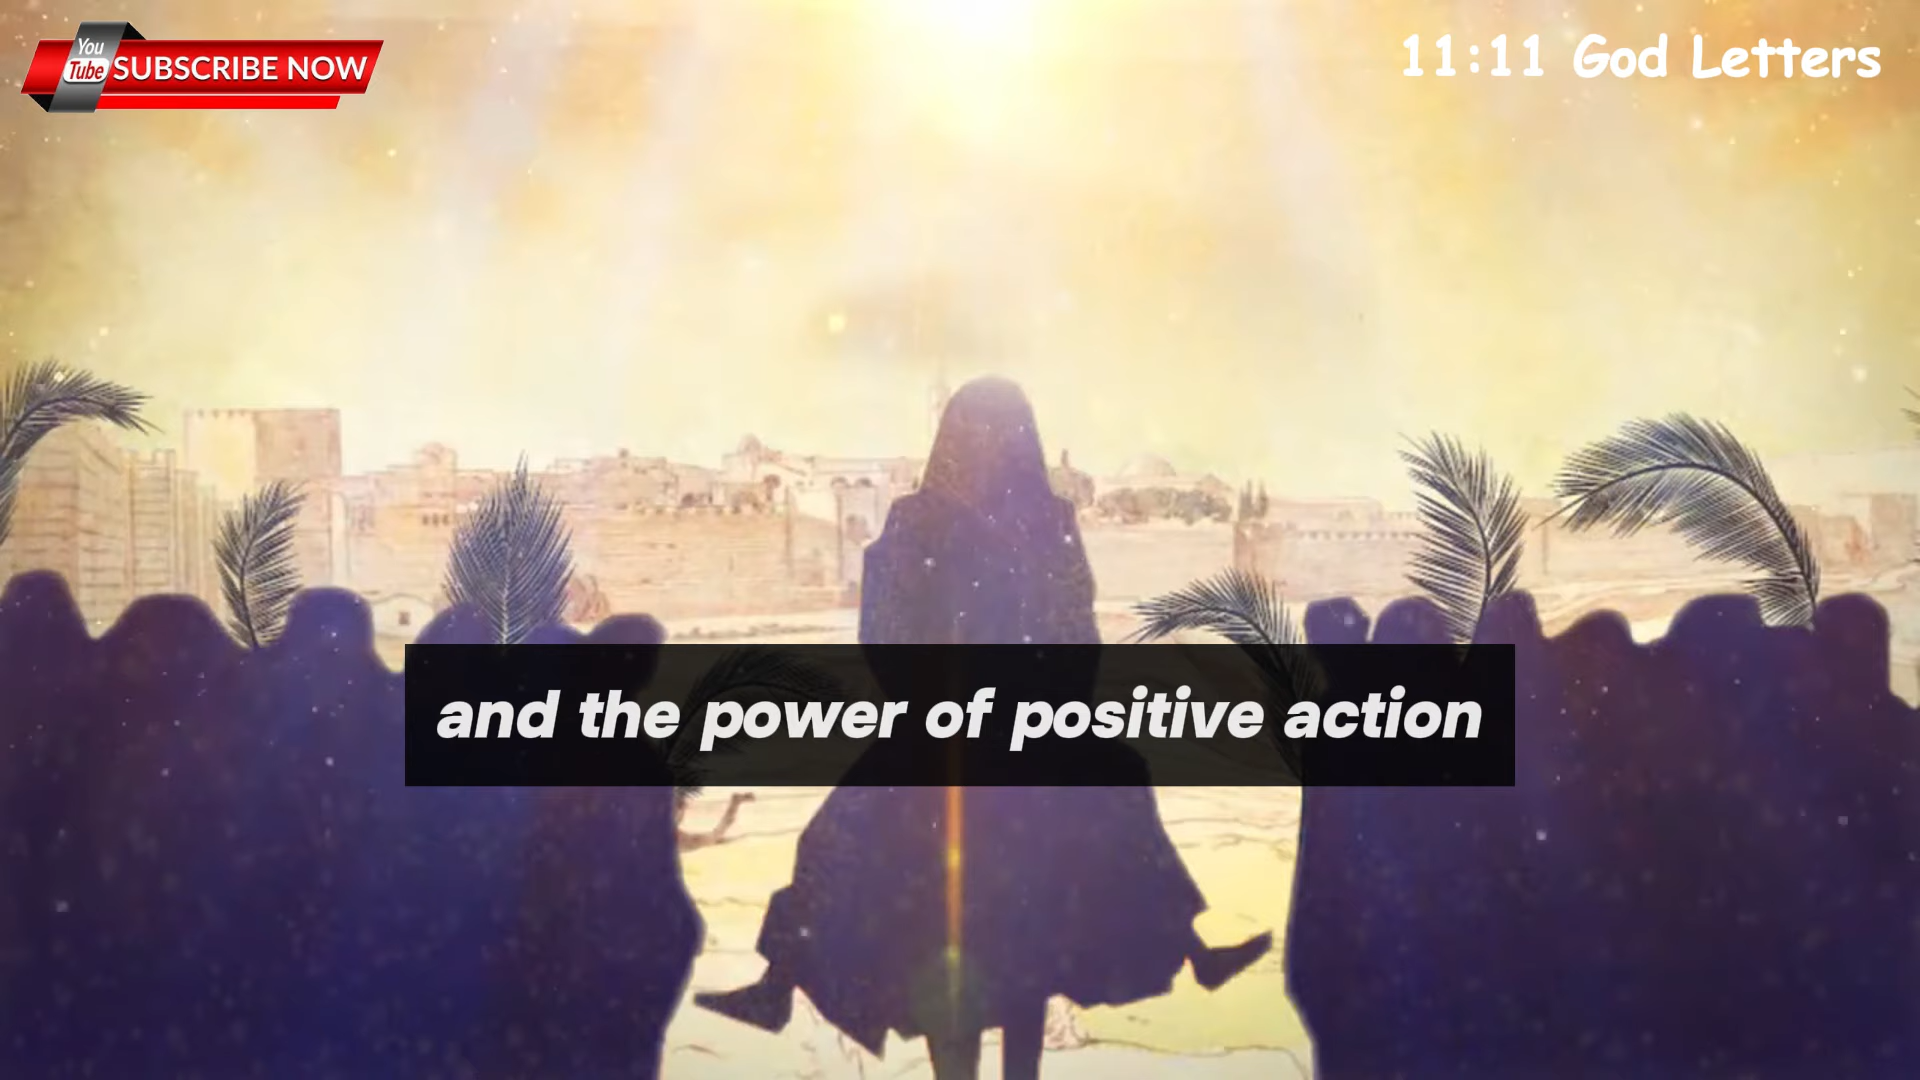 You
Tube
SUBSCRIBE NOW
11:11 God Letters
and the power of positive action